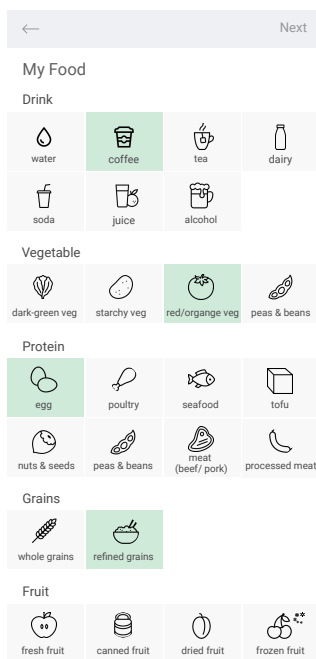 Next
My Food
Drink
water coffee tea dairy
soda juice alcohol
Vegetable
dark-green veg starchy veg red/organge veg peas & beans
Protein
egg poultry seafood tofu
nuts & seeds peas & beans meat (beef/ pork) processed meat
Grains
whole grains refined grains
Fruit
fresh fruit canned fruit dried fruit frozen fruit